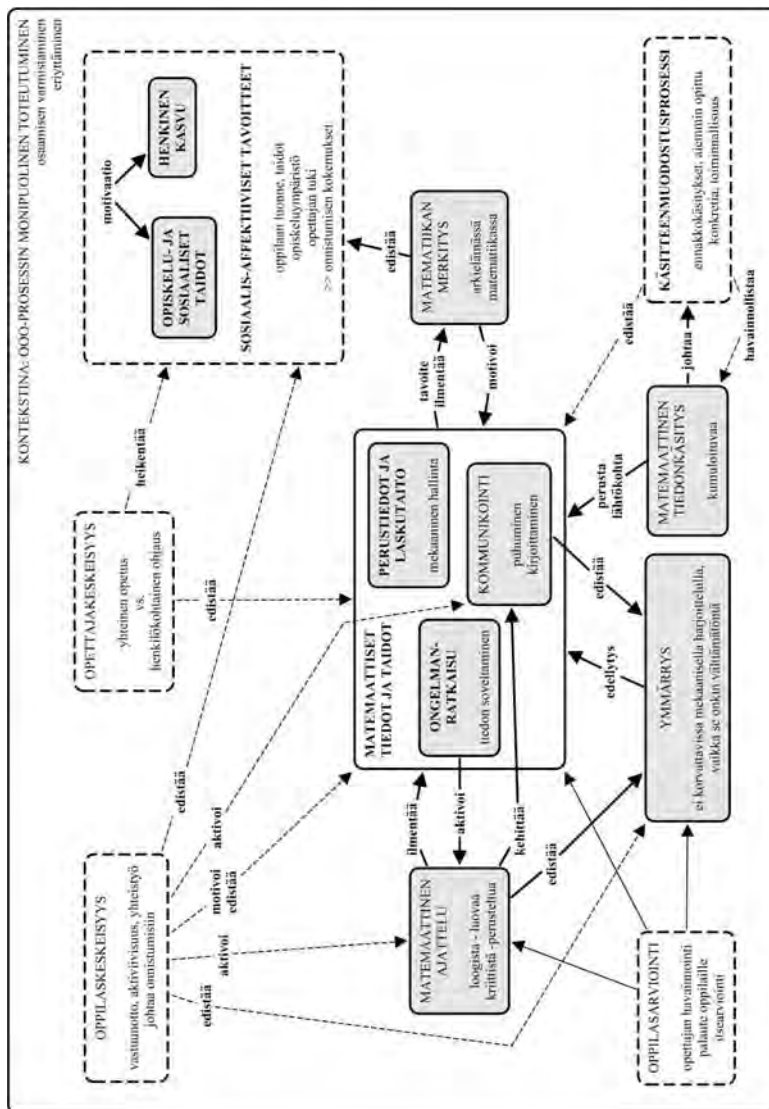 KONTEKSTINA: OOO-PROSESSIN MONIPUOLINEN TOTEUTUMINEN
osaamisen varmistaminen
eriyttäminen
OPPILASKESKEISYYS
vastuunotto, aktiivisuus, yhteistyö
johtaa onnistumisiin
OPETTAJAKESKEISYYS
yhteinen opetus
vs.
henkilökohtainen ohjaus
motivaatio
OPISKELU- JA
SOSIAALISET
TAIDOT
HENKINEN
KASVU
SOSIAALIS-AFFEKTIIVISET TAVOITTEET
oppilaan tuonne, taidot
opiskeluympäristö
opettajan tuki
>> onnistumisen kokemukset
heikentää
edistää
edistää
aktivoi
motivoi
edistää
aktivoi
edistää
MATEMAATTISET
TIEDOT JA TAIDOT
PERUSTIEDOT JA
LASKUTAITO
mekaaninen hallinta
ONGELMAN-
RATKAISU
tiedon soveltaminen
KOMMUNIKOINTI
puhuminen
kirjoittaminen
tavoite
ilmentää
motivoi
edistää
MATEMATIIKAN
MERKITYS
arkielämässä
matematiikassa
MATEMAATTINEN
AJATTELU
loogista - luovaa
kriittistä -perusteltua
ilmentää
aktivoi
kehittää
edistää
edellytys
edistää
perusta
lähtökohta
edistää
OPPILASARVIOINTI
opettajan havainnointi
palaute oppilaille
itsearviointi
YMMÄRRYS
ei korvattavissa mekaanisella harjoittelulla,
vaikka se onkin välttämätöntä
MATEMAATTINEN
TIEDONKÄSITYS
kumuloituvaa
johtaa
havainnollistaa
KÄSITTEENMUODOSTUSPROSESSI
ennakkokäsitykset, aiemmin opittu
konkretia, toiminnallisuus